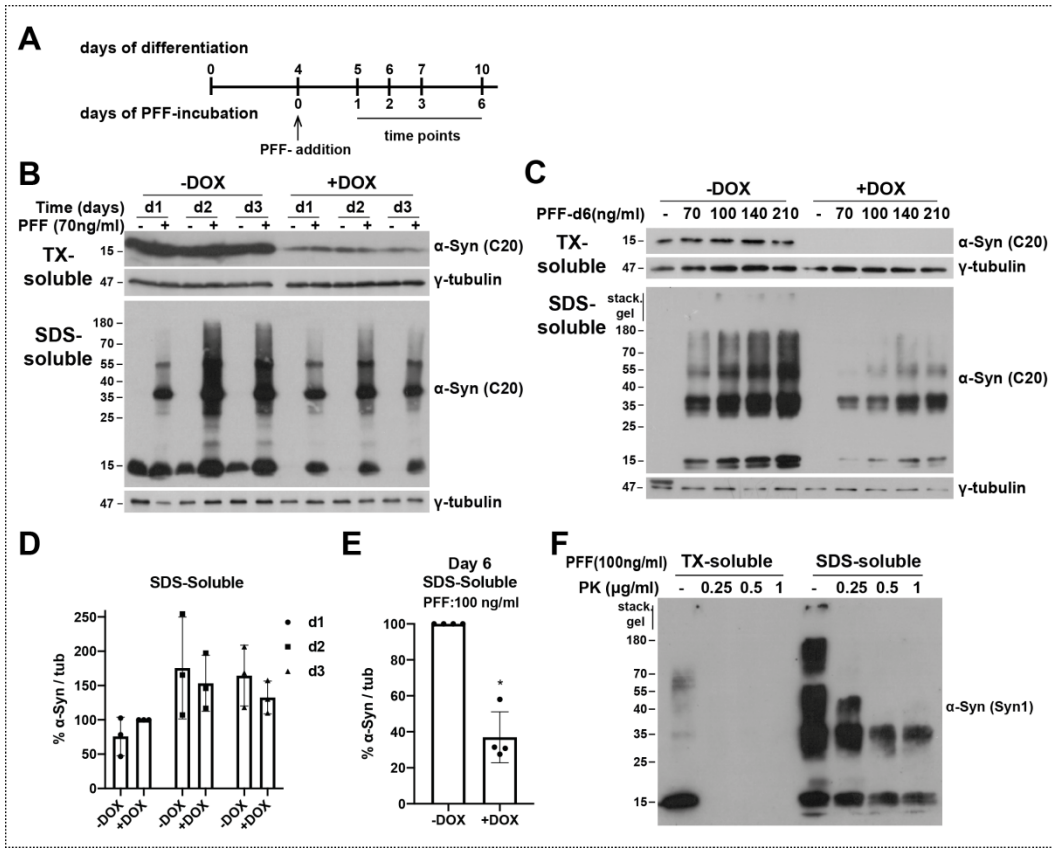 A
days of differentiation
0 4 5 6 7 10
days of PFF-incubation
0 1 2 3 6
PFF- addition
time points
B
-DOX +DOX
Time (days) d1 d2 d3 d1 d2 d3
PFF (70ng/ml) - + - + - + - + - + - +
TX-soluble
15
α-Syn (C20)
47
γ-tubulin
SDS-soluble
180
70
55
40
35
25
15
α-Syn (C20)
47
γ-tubulin
C
-DOX +DOX
PFF-d6(ng/ml) - 70 100 140 210 - 70 100 140 210
TX-soluble
15
α-Syn (C20)
47
γ-tubulin
SDS-soluble
stack. gel
180
70
55
40
35
25
15
α-Syn (C20)
47
γ-tubulin
D
SDS-Soluble
% α-Syn / tub
250
200
150
100
50
0
-DOX
+DOX
-DOX
+DOX
-DOX
+DOX
d1
d2
d3
E
Day 6
SDS-Soluble
PFF:100 ng/ml
% α-Syn / tub
100
80
60
40
20
0
*
-DOX
+DOX
F
PFF(100ng/ml) TX-soluble SDS-soluble
PK (μg/ml) - 0.25 0.5 1 - 0.25 0.5 1
stack.
gel
180
70
55
40
35
25
15
α-Syn (Syn1)